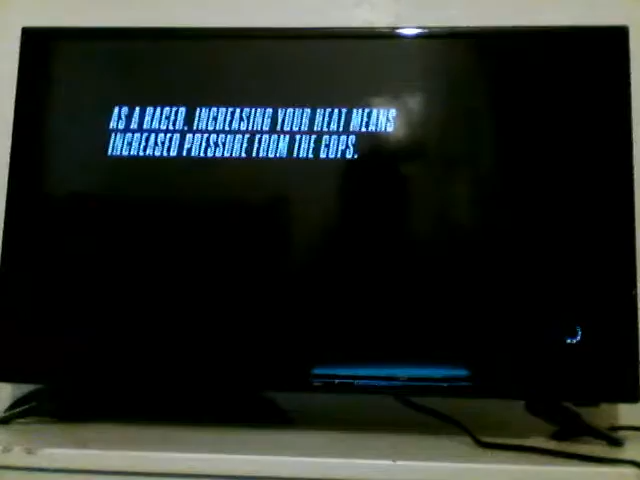 AS A RACER, INCREASING YOUR HEAT MEANS
INCREASED PRESSURE FROM THE COPS.